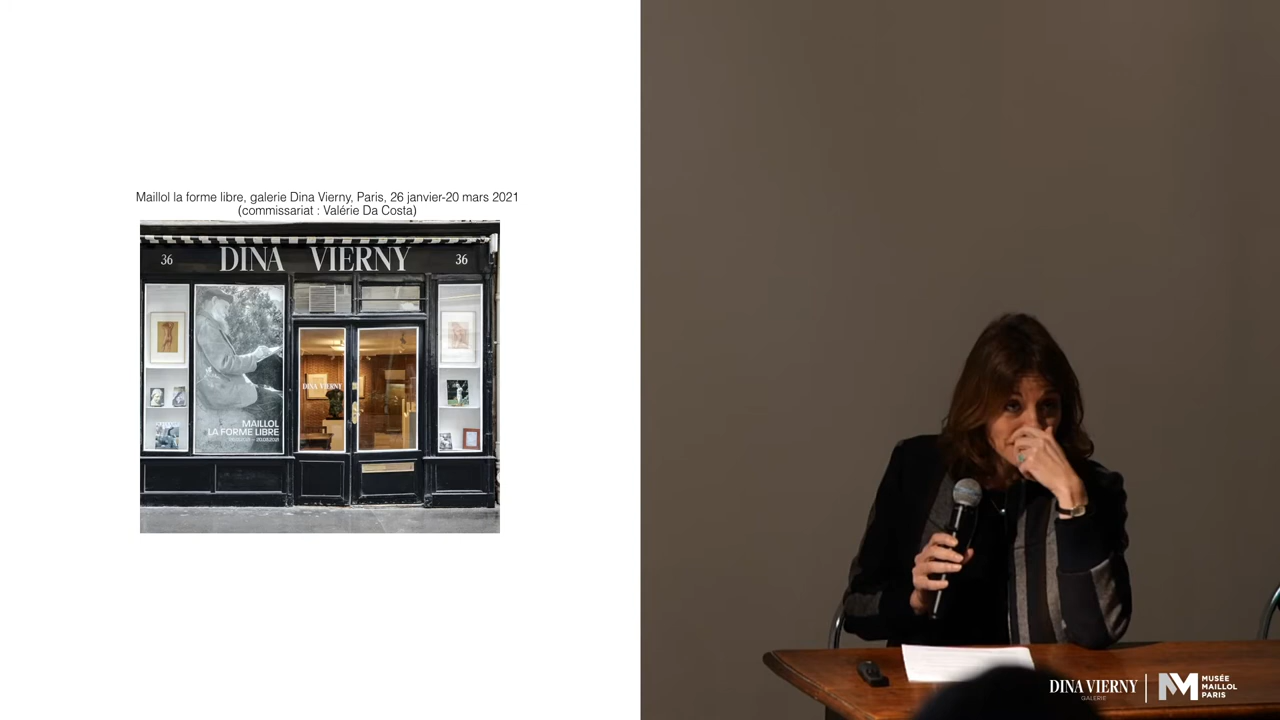 Maillol la forme libre, galerie Dina Vierny, Paris, 26 janvier-20 mars 2021
(commissariat : Valérie Da Costa)
36 DINA VIERNY 36
DINA VIERNY
MAILLOL
LA FORME LIBRE
DINA VIERNY
GALERIE
MUSÉE
MAILLOL
PARIS